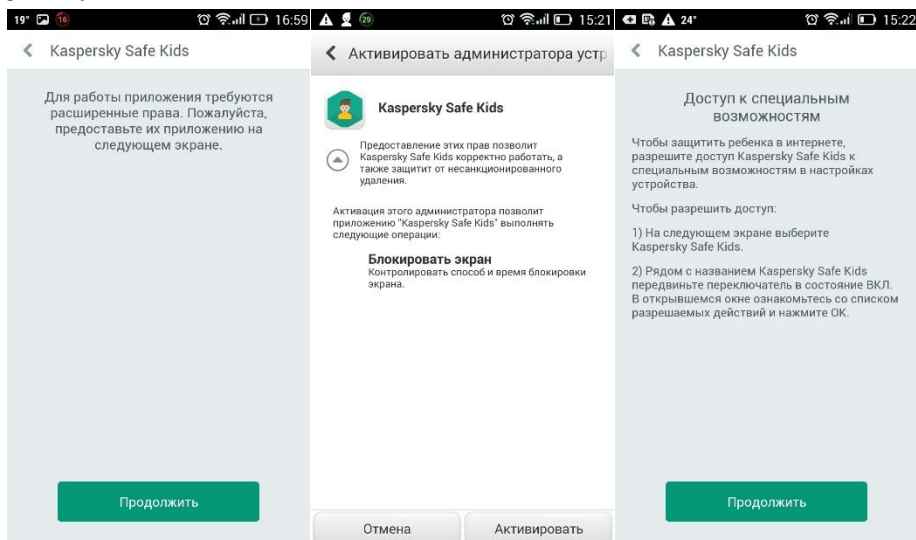 19° 16 16:59
Kaspersky Safe Kids
Для работы приложения требуются
расширенные права. Пожалуйста,
предоставьте их приложению на
следующем экране.
Продолжить
29 15:21
Активировать администратора устр
Kaspersky Safe Kids
Предоставление этих прав позволит
Kaspersky Safe Kids корректно работать, а
также защитит от несанкционированного
удаления.
Активация этого администратора позволит
приложению "Kaspersky Safe Kids" выполнять
следующие операции:
Блокировать экран
Контролировать способ и время блокировки
экрана.
Отмена Активировать
24° 15:22
Kaspersky Safe Kids
Доступ к специальным
возможностям
Чтобы защитить ребенка в интернете,
разрешите доступ Kaspersky Safe Kids к
специальным возможностям в настройках
устройства.
Чтобы разрешить доступ:
1) На следующем экране выберите
Kaspersky Safe Kids.
2) Рядом с названием Kaspersky Safe Kids
передвиньте переключатель в состояние ВКЛ.
В открывшемся окне ознакомьтесь со списком
разрешаемых действий и нажмите ОК.
Продолжить